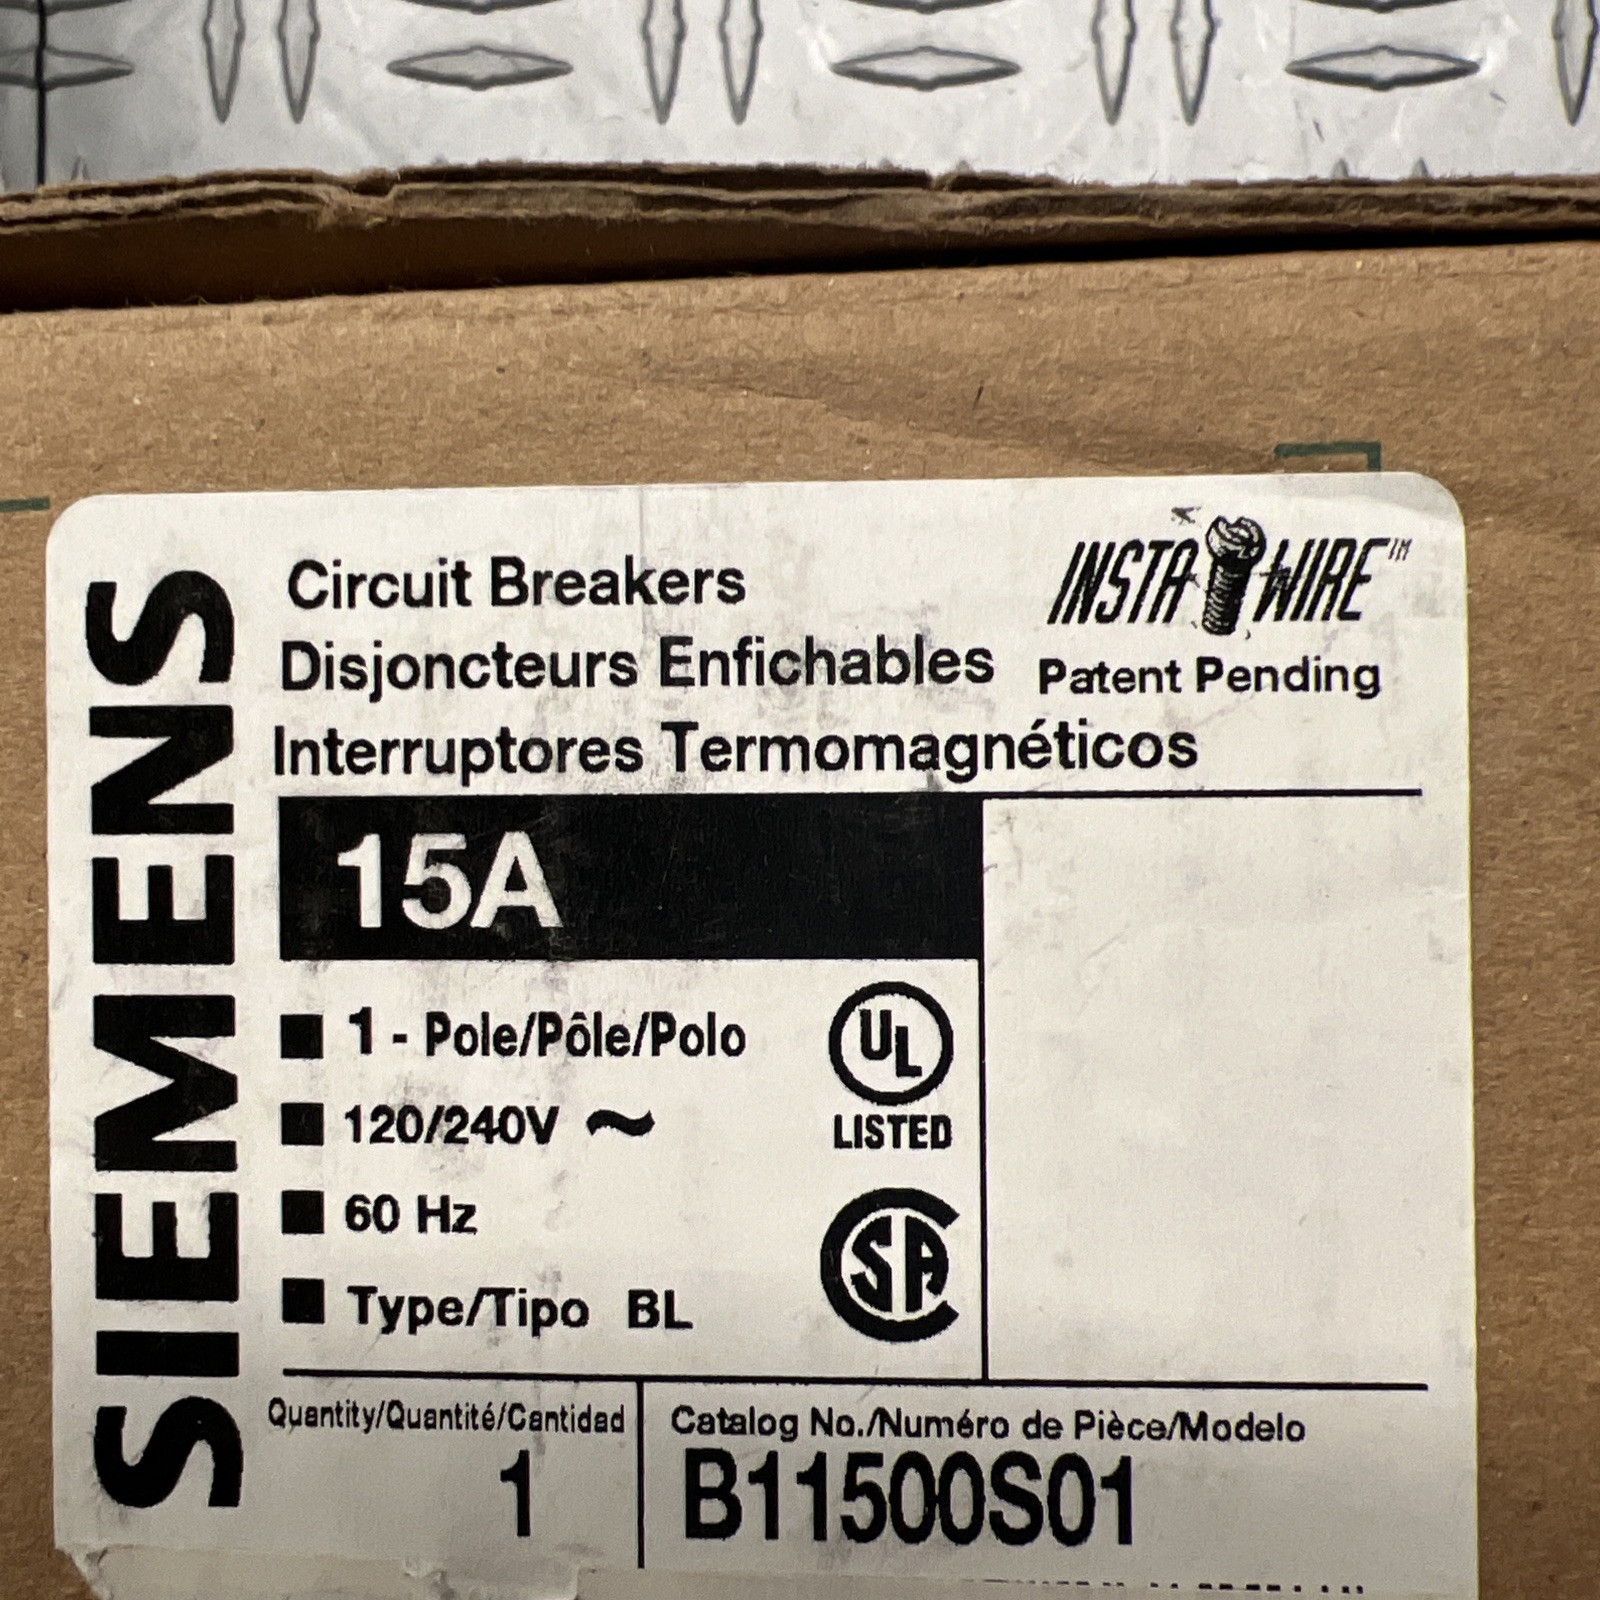 SIEMENS
Circuit Breakers
INSTA WIRE™
Disjoncteurs Enfichables
Patent Pending
Interruptores Termomagnéticos
15A
1 - Pole/Pôle/Polo
120/240V ~
60 Hz
Type/Tipo BL
UL
LISTED
SA
Quantity/Quantité/Cantidad
1
Catalog No./Numéro de Pièce/Modelo
B11500S01